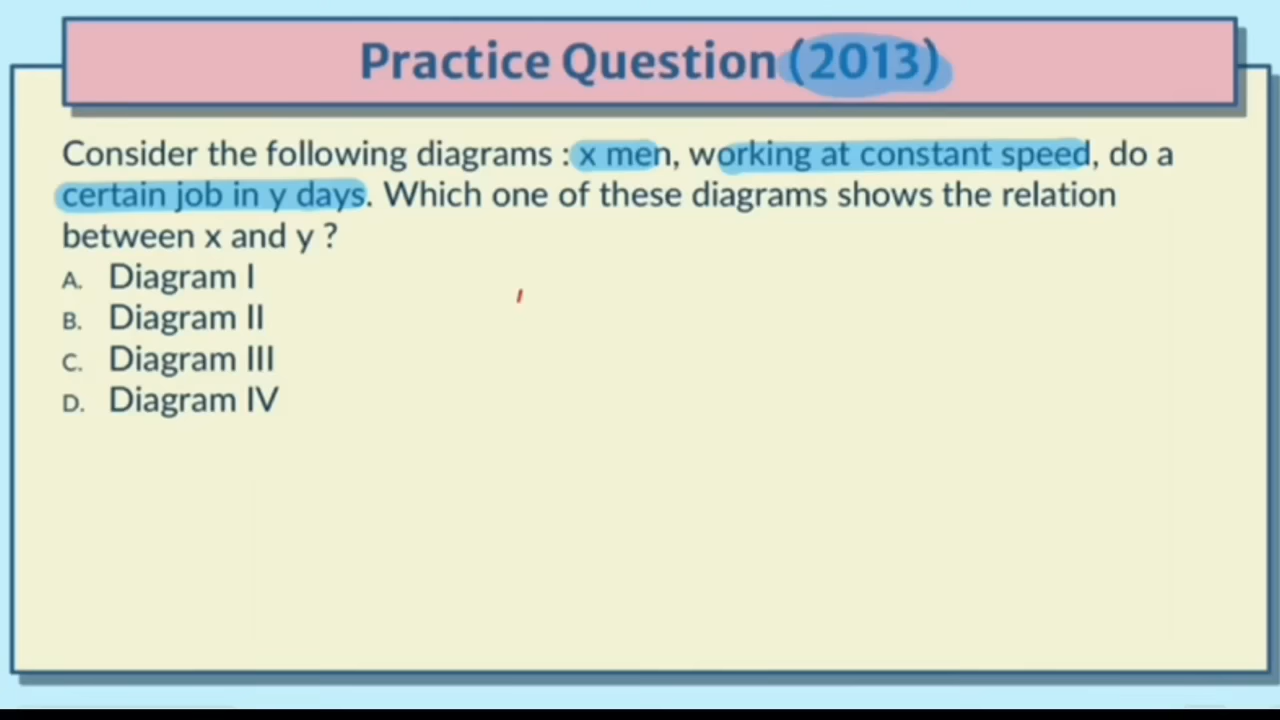 Practice Question (2013)
Consider the following diagrams : x men, working at constant speed, do a
certain job in y days. Which one of these diagrams shows the relation
between x and y ?
A. Diagram I
B. Diagram II
C. Diagram III
D. Diagram IV